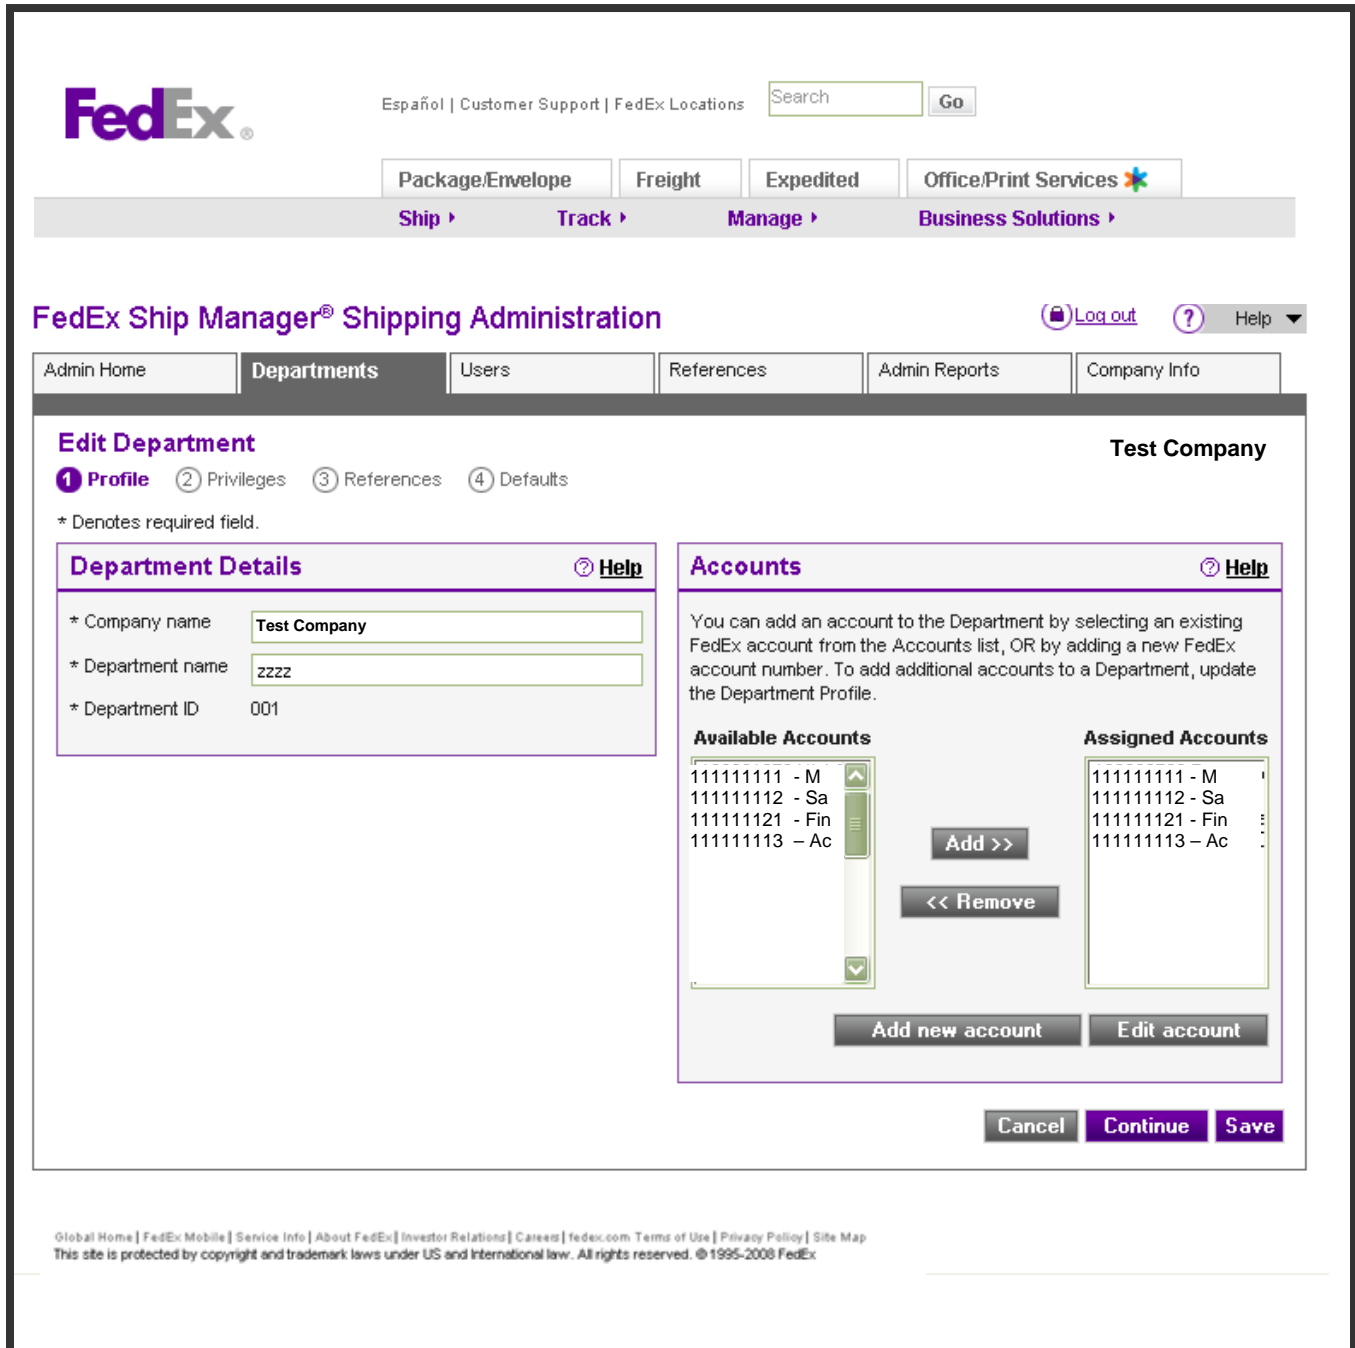 FedEx ®
Español | Customer Support | FedEx Locations Search Go
Package/Envelope Freight Expedited Office/Print Services
Ship Track Manage Business Solutions
FedEx Ship Manager® Shipping Administration Log out ? Help
Admin Home Departments Users References Admin Reports Company Info
Edit Department
Test Company
1 Profile 2 Privileges 3 References 4 Defaults
* Denotes required field.
Department Details ? Help
* Company name Test Company
* Department name zzzz
* Department ID 001
Accounts ? Help
You can add an account to the Department by selecting an existing
FedEx account from the Accounts list, OR by adding a new FedEx
account number. To add additional accounts to a Department, update
the Department Profile.
Available Accounts
111111111 - M
111111112 - Sa
111111121 - Fin
111111113 – Ac
Add >>
<< Remove
Assigned Accounts
111111111 - M
111111112 - Sa
111111121 - Fin
111111113 – Ac
Add new account Edit account
Cancel Continue Save
Global Home | FedEx Mobile | Service Info | About FedEx | Investor Relations | Careers | fedex.com Terms of Use | Privacy Policy | Site Map
This site is protected by copyright and trademark laws under US and International law. All rights reserved. © 1995-2008 FedEx